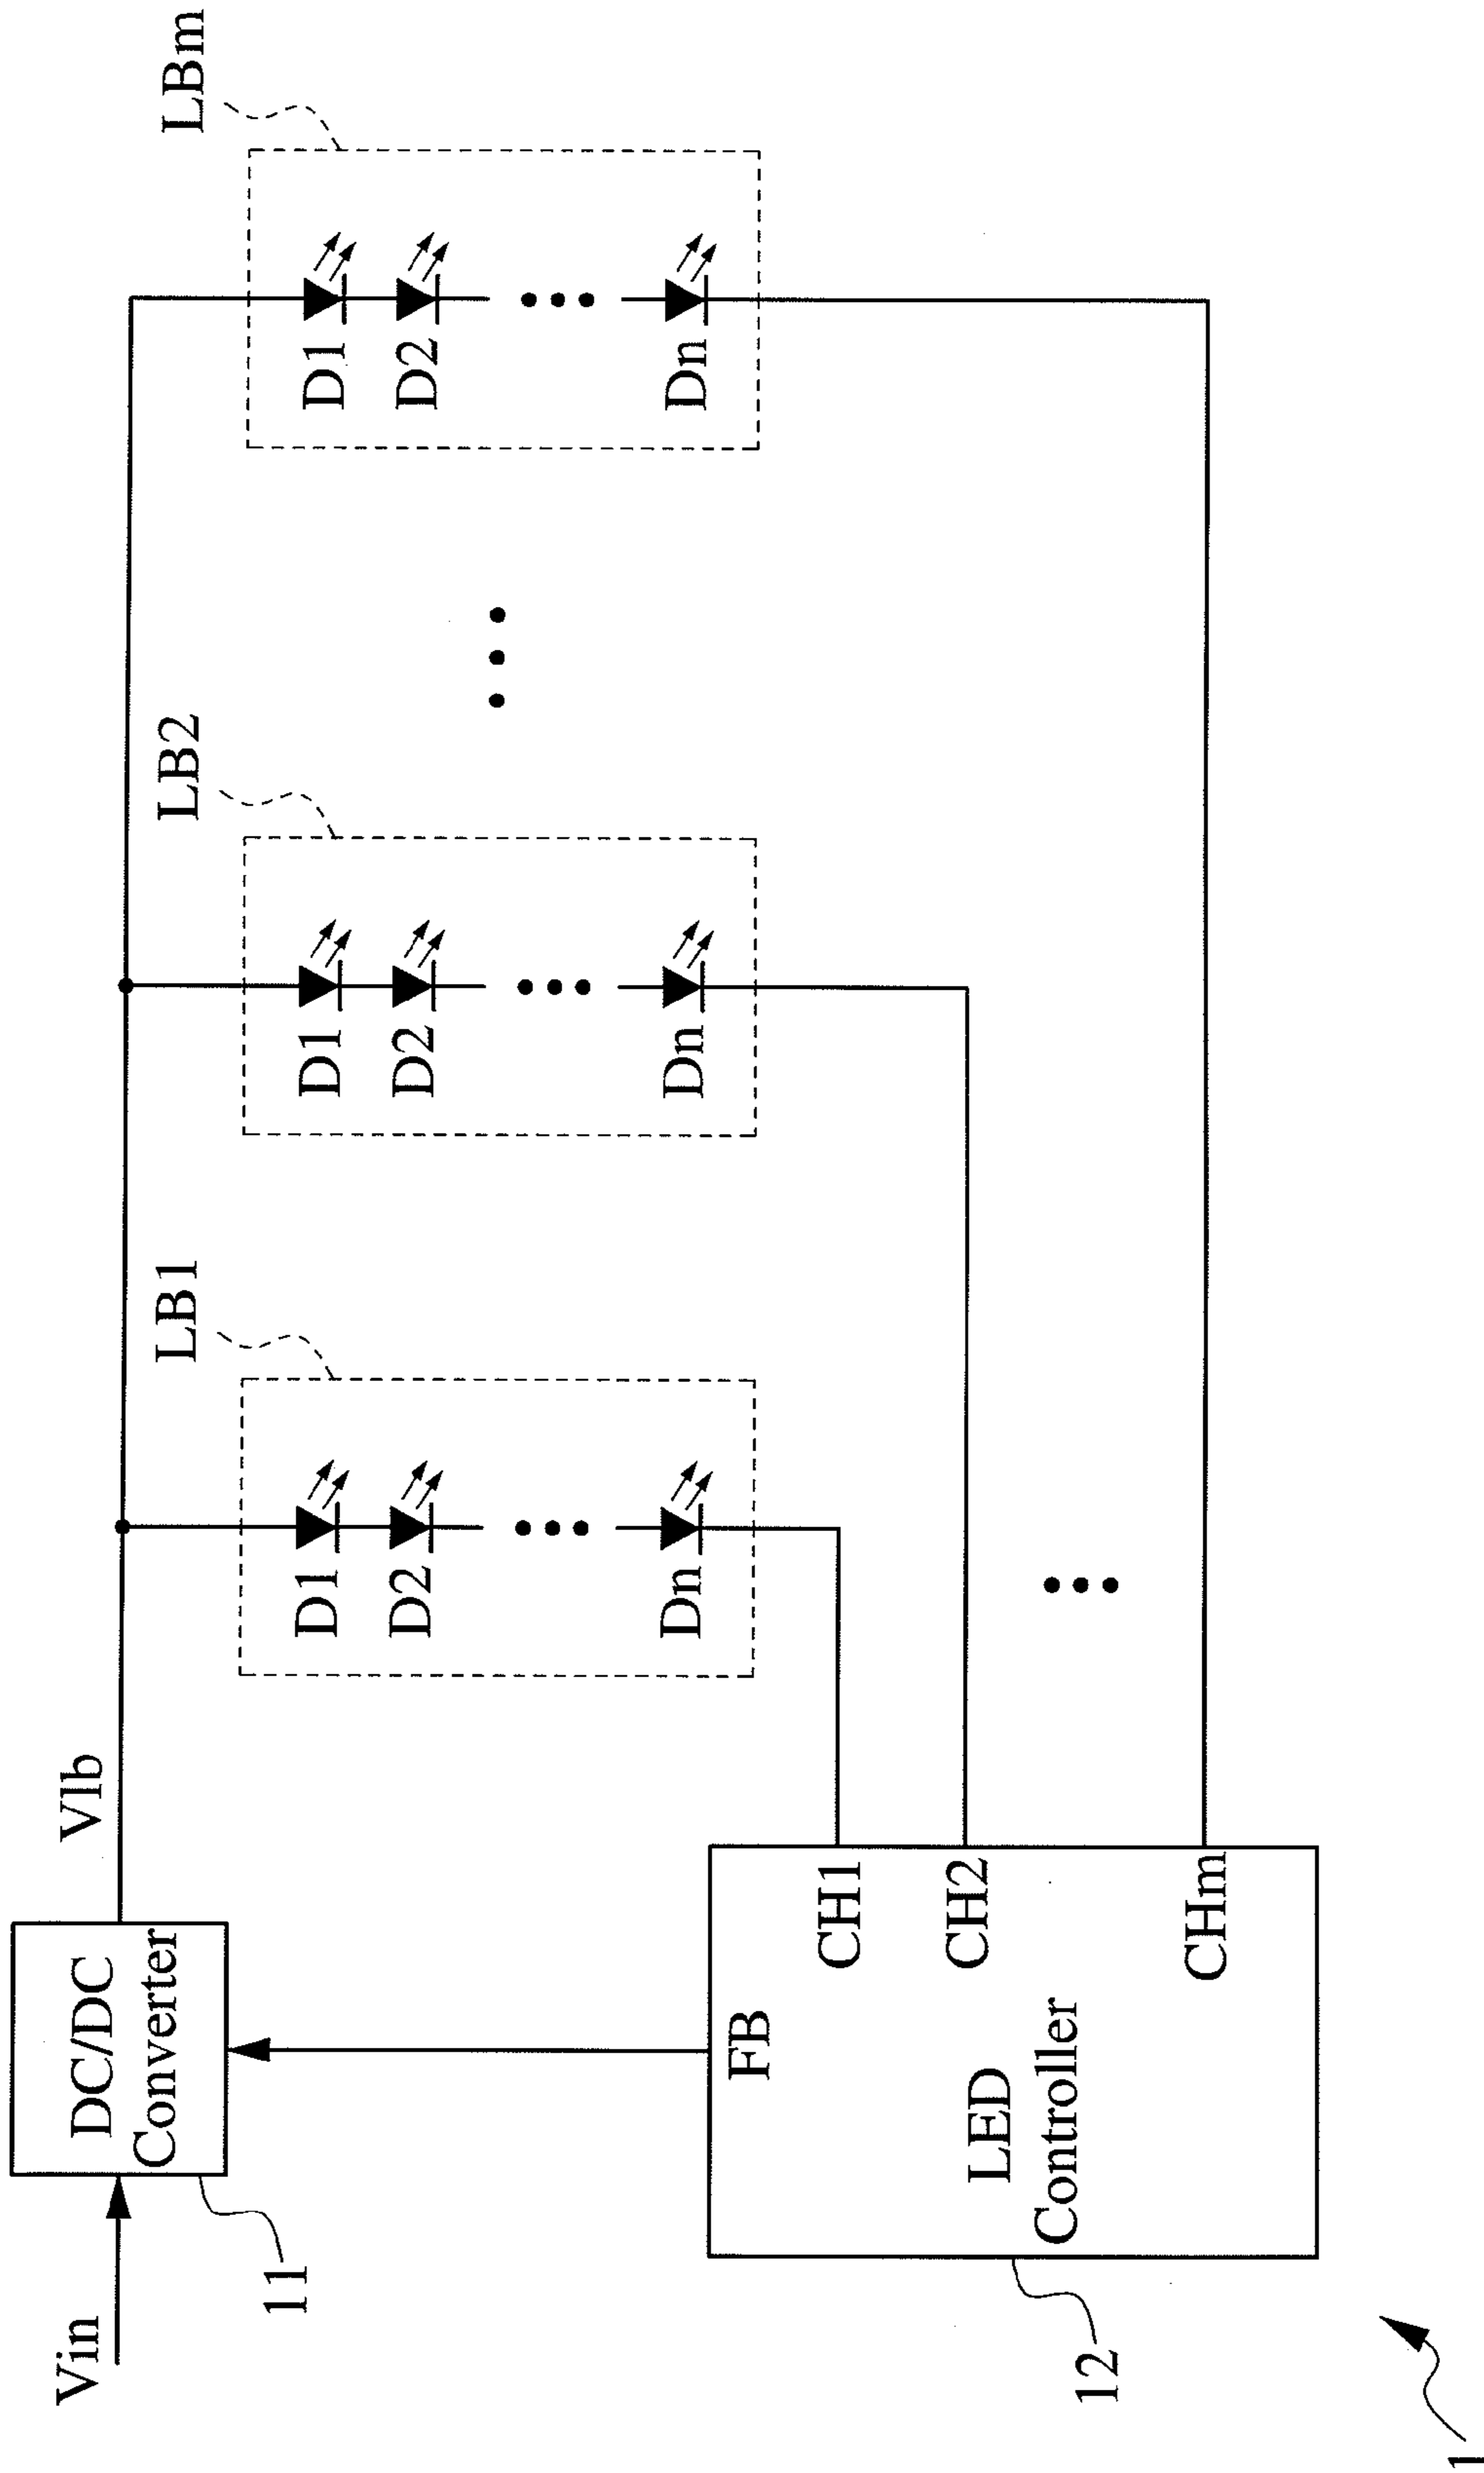 Vin
DC/DC
Converter
11
Vlb
LB1
LB2
LBm
D1
D2
Dn
D1
D2
Dn
D1
D2
Dn
FB
LED
Controller
CH1
CH2
CHm
12
1